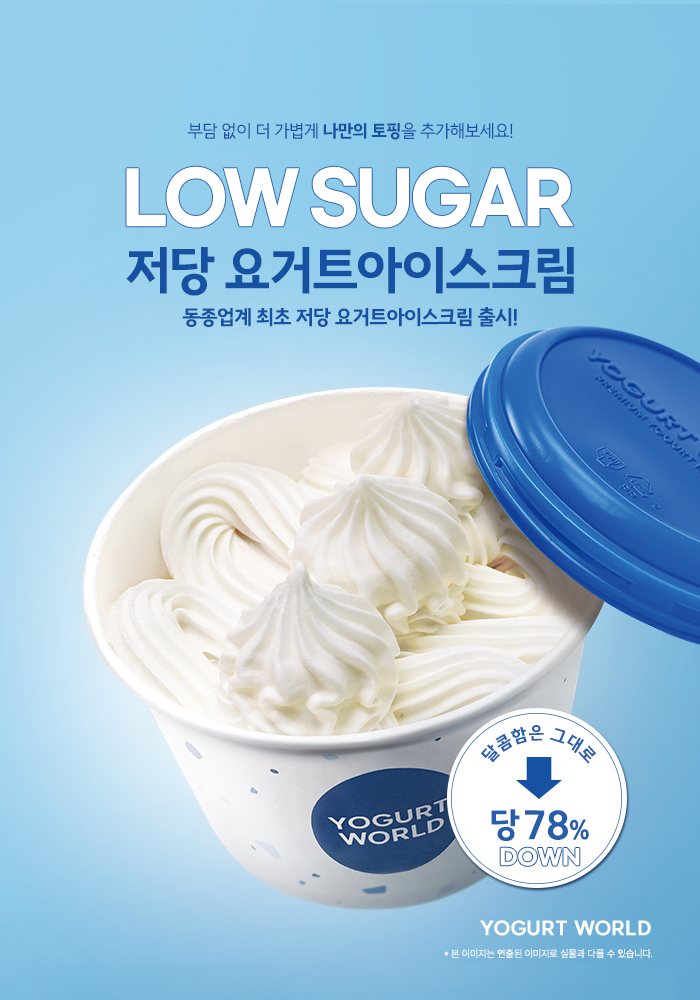 부담 없이 더 가볍게 나만의 토핑을 추가해보세요!
LOW SUGAR
저당 요거트아이스크림
동종업계 최초 저당 요거트아이스크림 출시!
YOGURT
PREMIUM YOGURT
YOGURT
WORLD
달콤함은 그대로
당 78%
DOWN
YOGURT WORLD
* 본 이미지는 연출된 이미지로 실물과 다를 수 있습니다.